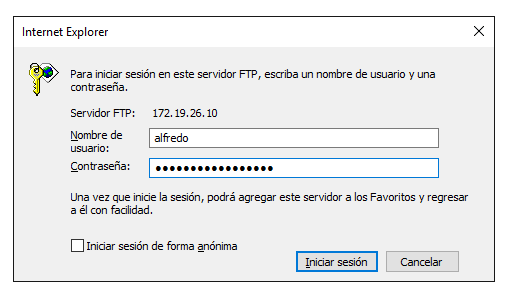 Internet Explorer
Para iniciar sesión en este servidor FTP, escriba un nombre de usuario y una
contraseña.
Servidor FTP: 172.19.26.10
Nombre de
usuario:
alfredo
Contraseña: ●●●●●●●●●●●●●●●●●
Una vez que inicie la sesión, podrá agregar este servidor a los Favoritos y regresar
a él con facilidad.
Iniciar sesión de forma anónima
Iniciar sesión
Cancelar